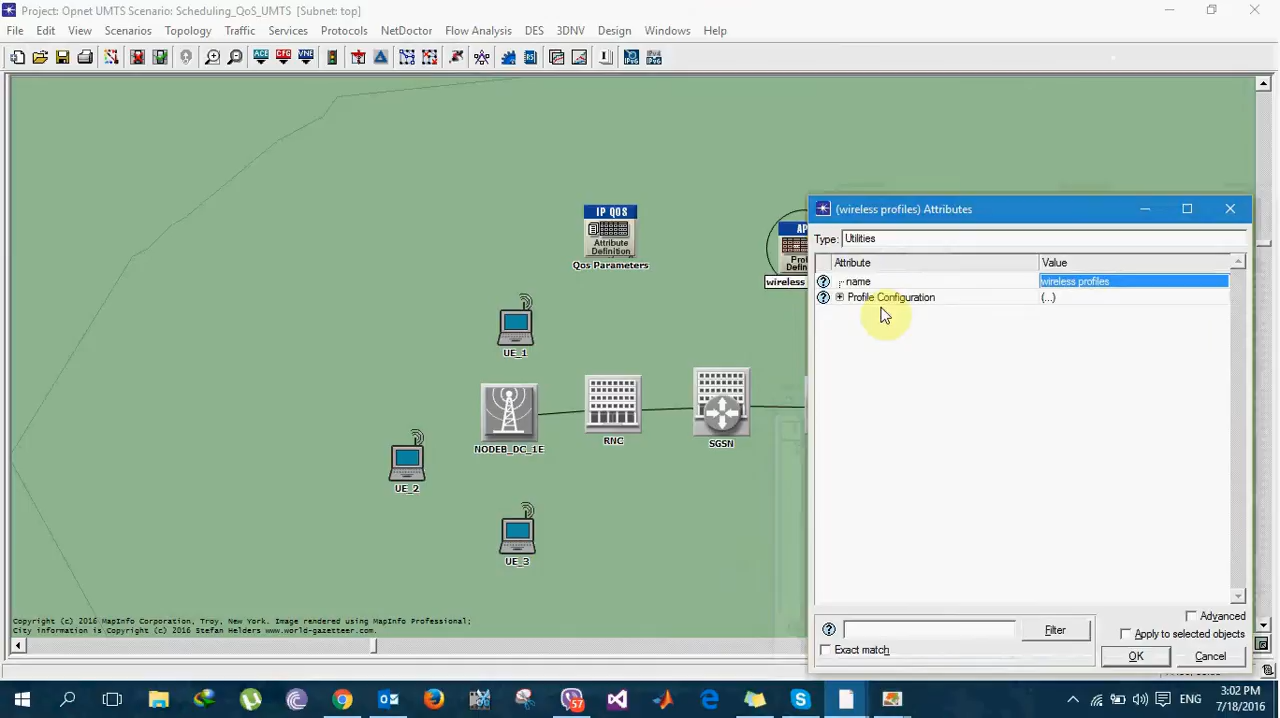 Project: Opnet UMTS Scenario: Scheduling_QoS_UMTS [Subnet: top]
File Edit View Scenarios Topology Traffic Services Protocols NetDoctor Flow Analysis DES 3DNV Design Windows Help
IP QOS
Attribute
Definition
Qos Parameters
AP
Defin
wireless
(wireless profiles) Attributes
Type: Utilities
Attribute Value
name wireless profiles
Profile Configuration (...)
UE_1
NODEB_DC_1E
RNC
SGSN
UE_2
UE_3
Copyright (c) 2016 MapInfo Corporation, Troy, New York. Image rendered using MapInfo Professional;
City information is Copyright (c) 2016 Stefan Helders www.world-gazetteer.com.
Advanced
Filter
Apply to selected objects
Exact match
OK Cancel
57
ENG
3:02 PM
7/18/2016